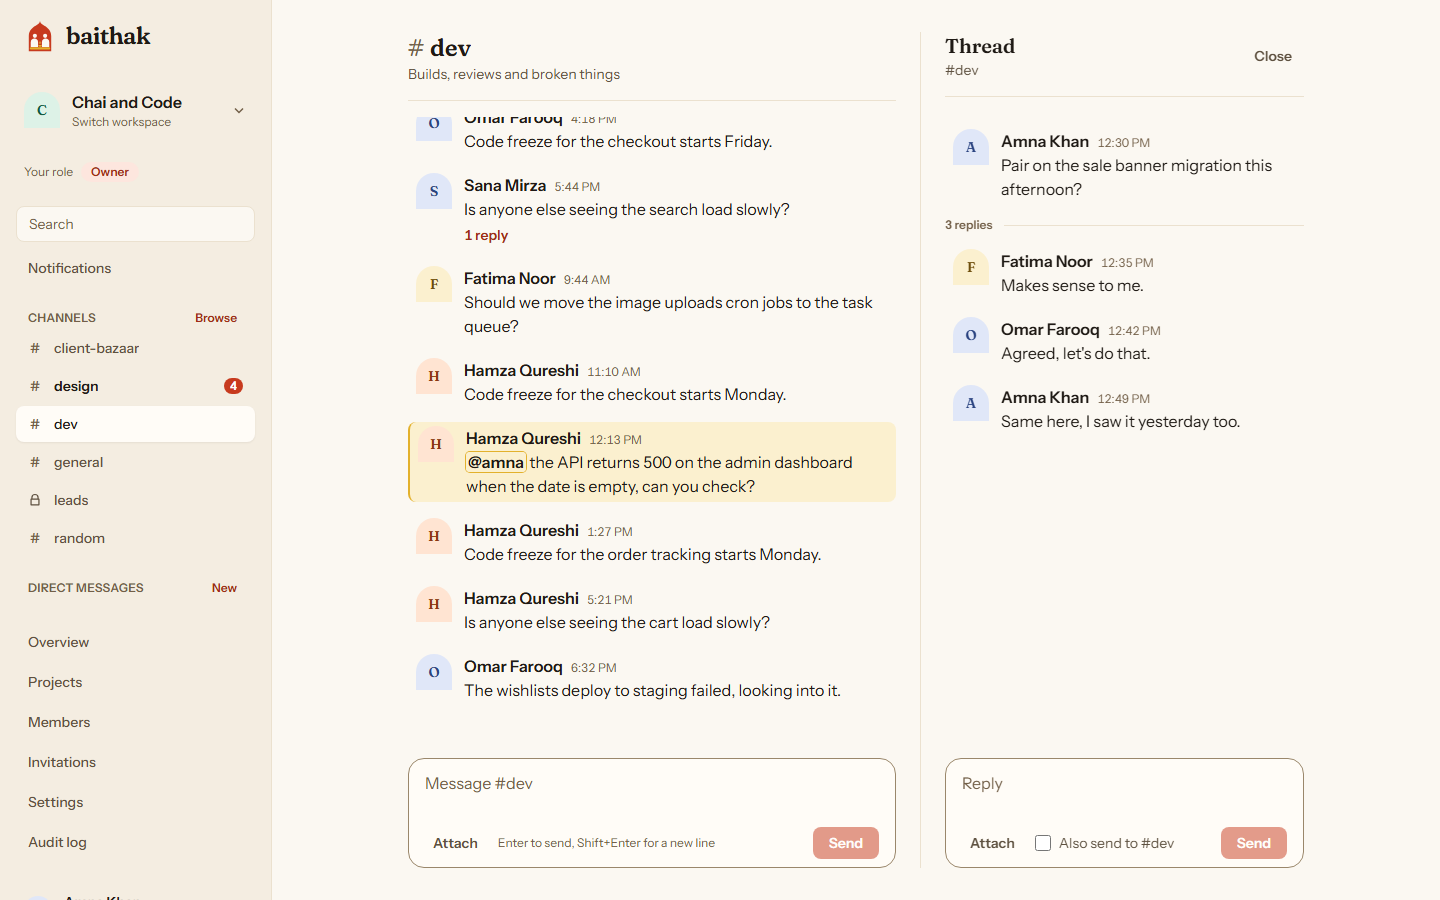 baithak
C
Chai and Code
Switch workspace
Your role Owner
Search
Notifications
CHANNELS Browse
# client-bazaar
# design 4
# dev
# general
leads
# random
DIRECT MESSAGES New
Overview
Projects
Members
Invitations
Settings
Audit log
Amna Khan
# dev
Builds, reviews and broken things
O
Omar Farooq 4:18 PM
Code freeze for the checkout starts Friday.
S
Sana Mirza 5:44 PM
Is anyone else seeing the search load slowly?
1 reply
F
Fatima Noor 9:44 AM
Should we move the image uploads cron jobs to the task
queue?
H
Hamza Qureshi 11:10 AM
Code freeze for the checkout starts Monday.
H
Hamza Qureshi 12:13 PM
@amna the API returns 500 on the admin dashboard
when the date is empty, can you check?
H
Hamza Qureshi 1:27 PM
Code freeze for the order tracking starts Monday.
H
Hamza Qureshi 5:21 PM
Is anyone else seeing the cart load slowly?
O
Omar Farooq 6:32 PM
The wishlists deploy to staging failed, looking into it.
Message #dev
Attach Enter to send, Shift+Enter for a new line Send
Thread
#dev
Close
A
Amna Khan 12:30 PM
Pair on the sale banner migration this
afternoon?
3 replies
F
Fatima Noor 12:35 PM
Makes sense to me.
O
Omar Farooq 12:42 PM
Agreed, let's do that.
A
Amna Khan 12:49 PM
Same here, I saw it yesterday too.
Reply
Attach Also send to #dev Send